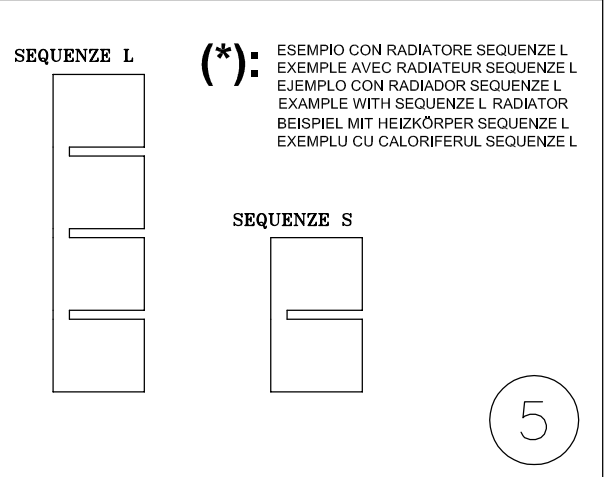 SEQUENZE L
(*):
ESEMPIO CON RADIATORE SEQUENZE L
EXEMPLE AVEC RADIATEUR SEQUENZE L
EJEMPLO CON RADIADOR SEQUENZE L
EXAMPLE WITH SEQUENZE L RADIATOR
BEISPIEL MIT HEIZKÖRPER SEQUENZE L
EXEMPLU CU CALORIFERUL SEQUENZE L
SEQUENZE S
5